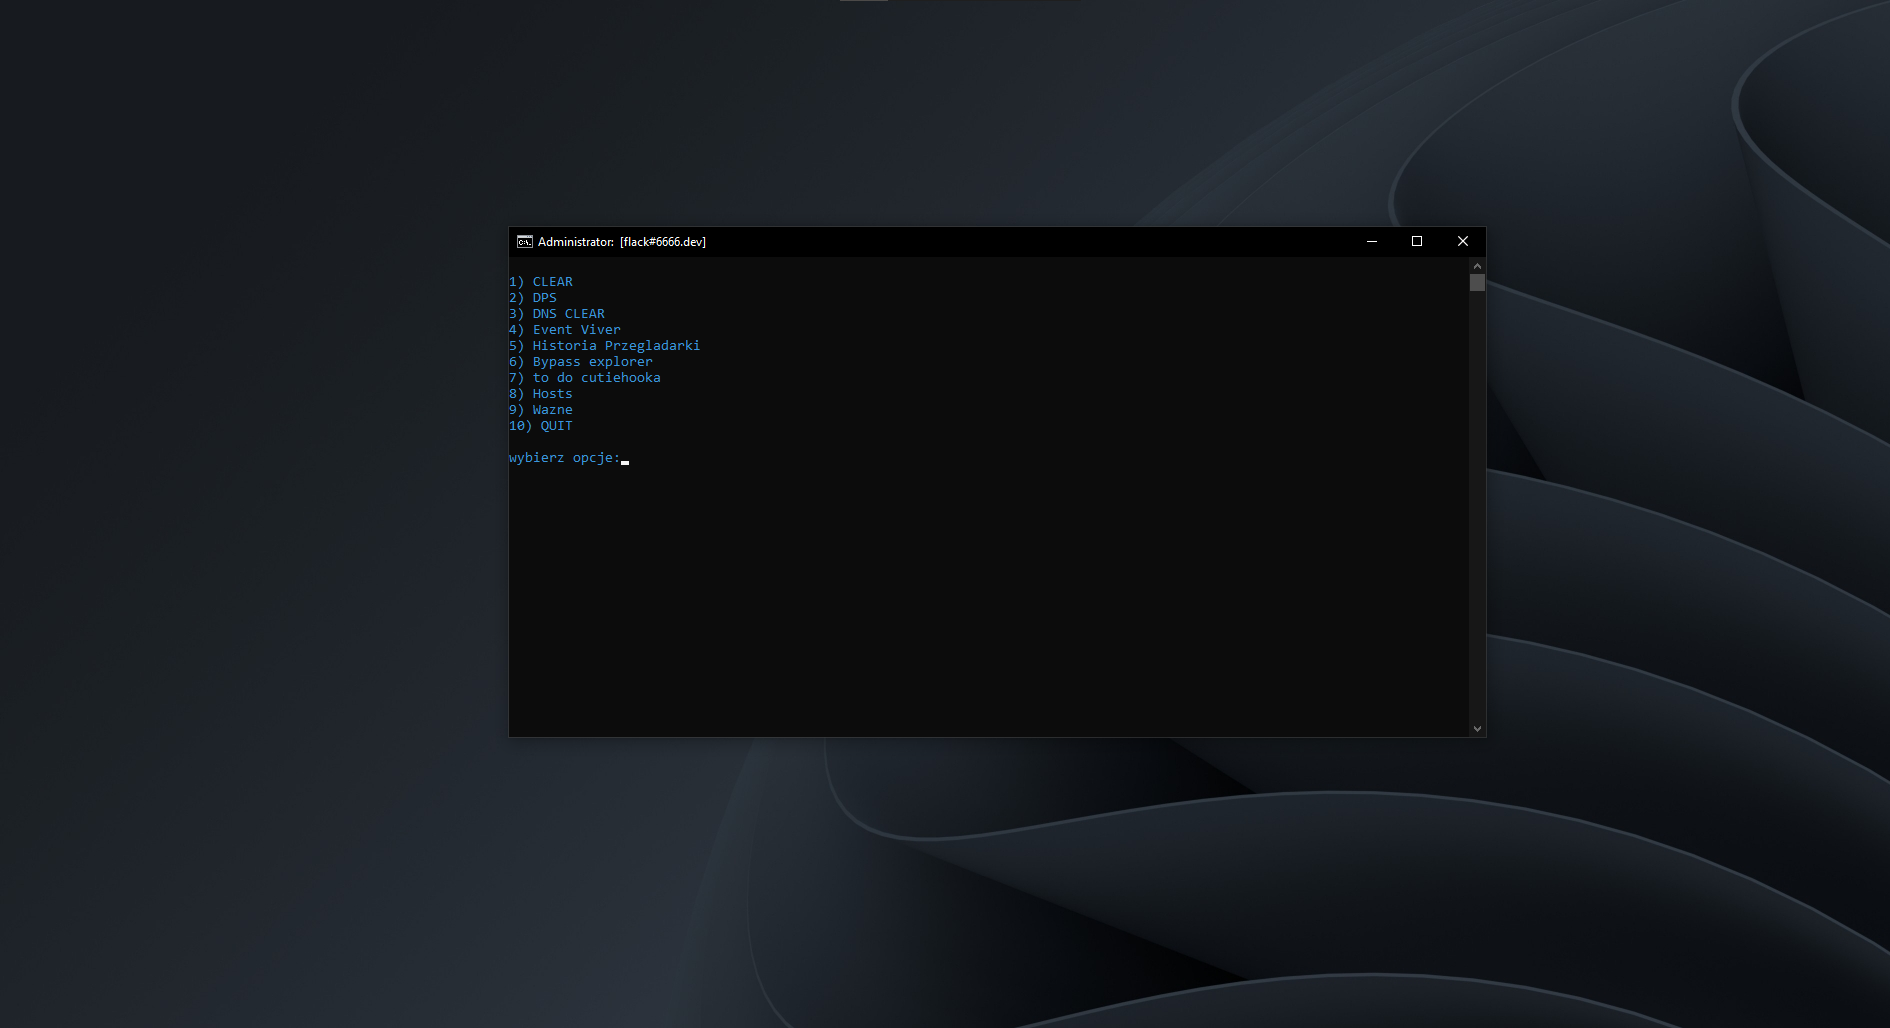 Administrator: [flack#6666.dev]
1) CLEAR
2) DPS
3) DNS CLEAR
4) Event Viver
5) Historia Przegladarki
6) Bypass explorer
7) to do cutiehooka
8) Hosts
9) Wazne
10) QUIT
wybierz opcje: